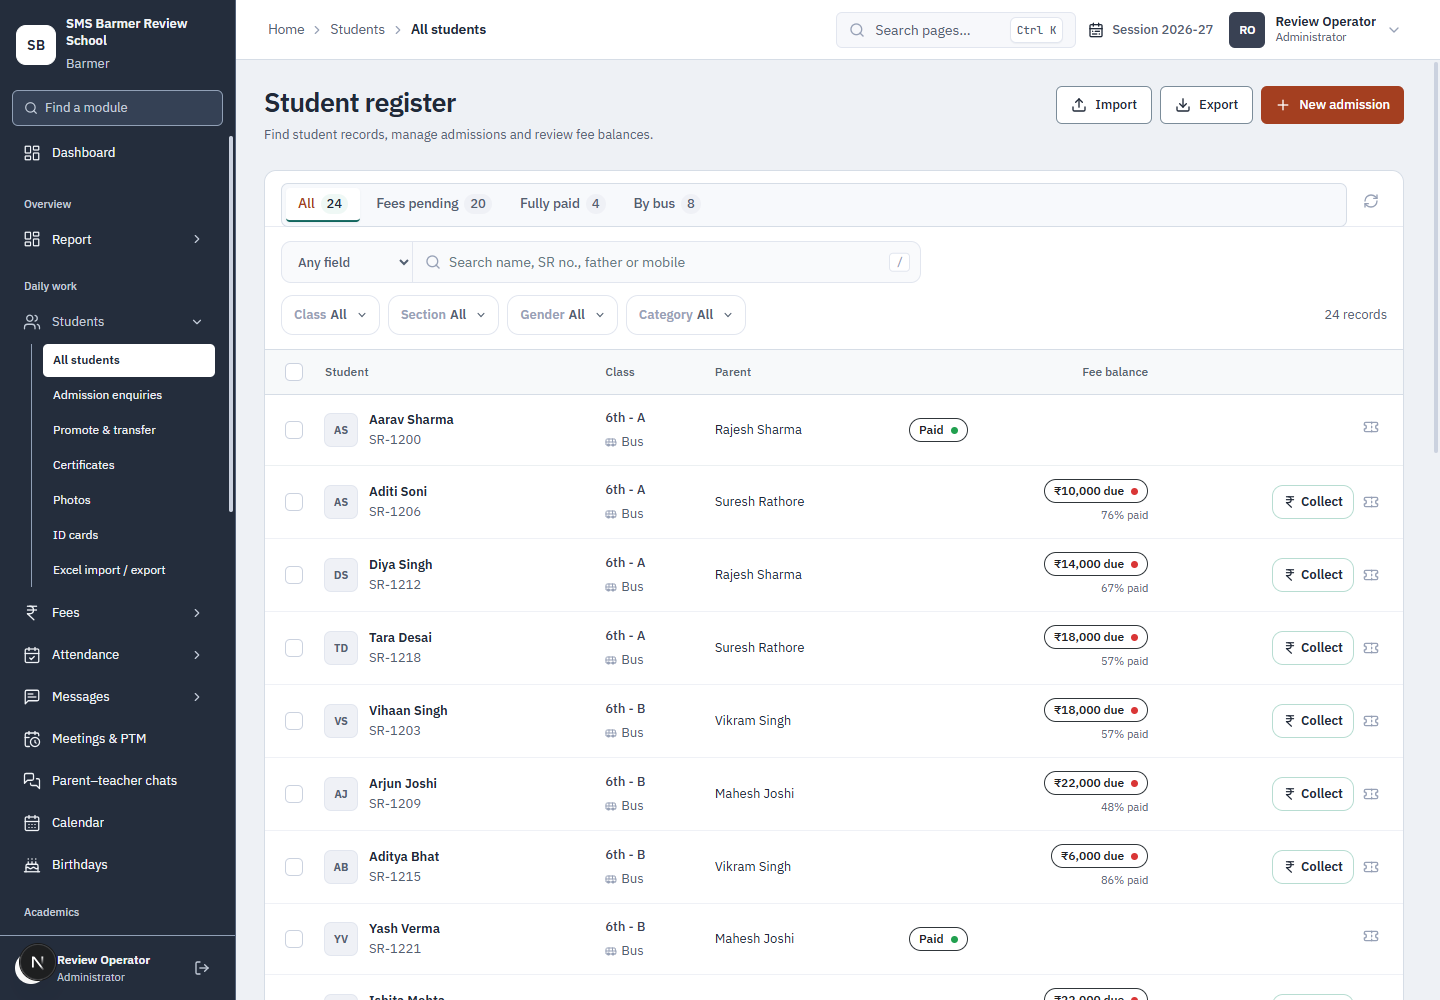 SB
SMS Barmer Review
School
Barmer
Find a module
Dashboard
Overview
Report
Daily work
Students
All students
Admission enquiries
Promote & transfer
Certificates
Photos
ID cards
Excel import / export
Fees
Attendance
Messages
Meetings & PTM
Parent–teacher chats
Calendar
Birthdays
Academics
N
Review Operator
Administrator
Home > Students > All students
Search pages... Ctrl K
Session 2026-27
RO
Review Operator
Administrator
Student register
Find student records, manage admissions and review fee balances.
Import
Export
New admission
All 24
Fees pending 20
Fully paid 4
By bus 8
Any field
Search name, SR no., father or mobile /
Class All
Section All
Gender All
Category All
24 records
Student Class Parent Fee balance
AS Aarav Sharma 6th - A Rajesh Sharma Paid
SR-1200 Bus
AS Aditi Soni 6th - A Suresh Rathore ₹10,000 due ₹ Collect
SR-1206 Bus 76% paid
DS Diya Singh 6th - A Rajesh Sharma ₹14,000 due ₹ Collect
SR-1212 Bus 67% paid
TD Tara Desai 6th - A Suresh Rathore ₹18,000 due ₹ Collect
SR-1218 Bus 57% paid
VS Vihaan Singh 6th - B Vikram Singh ₹18,000 due ₹ Collect
SR-1203 Bus 57% paid
AJ Arjun Joshi 6th - B Mahesh Joshi ₹22,000 due ₹ Collect
SR-1209 Bus 48% paid
AB Aditya Bhat 6th - B Vikram Singh ₹6,000 due ₹ Collect
SR-1215 Bus 86% paid
YV Yash Verma 6th - B Mahesh Joshi Paid
SR-1221 Bus
Ishita Mehta ₹22,000 due